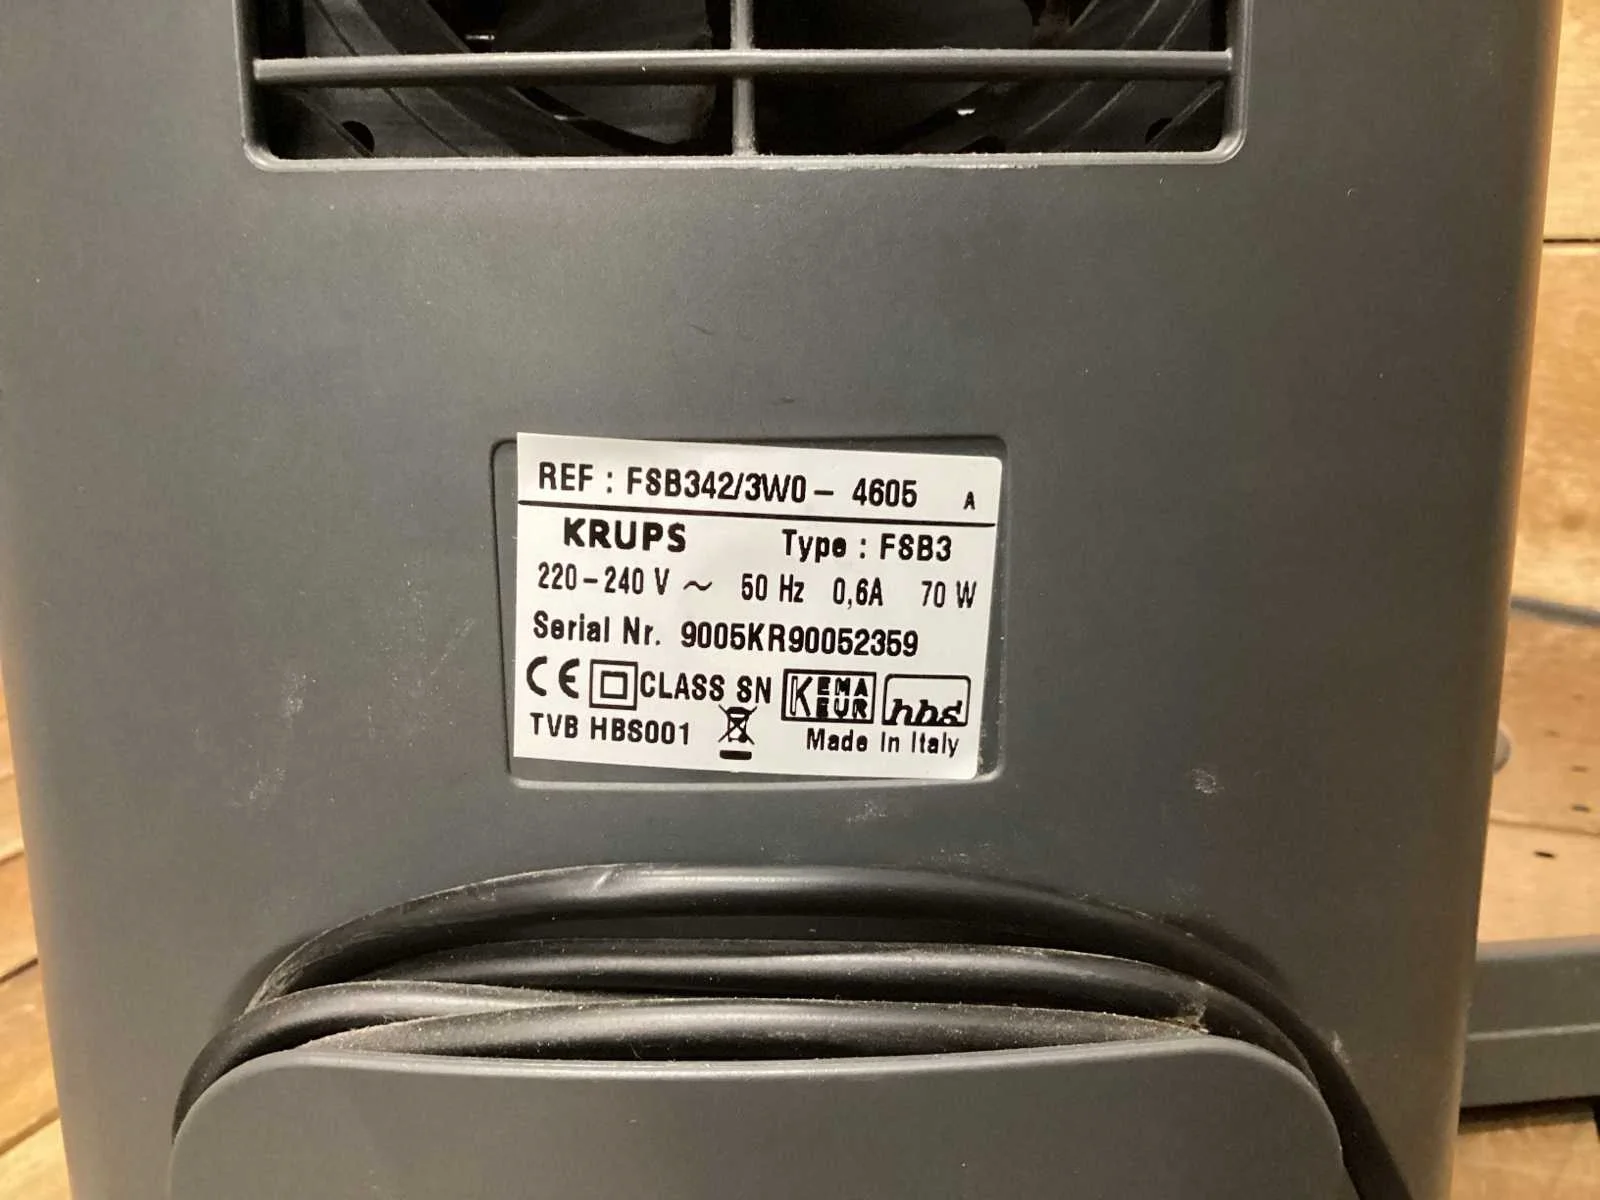 REF : FSB342/3W0 - 4605 A
KRUPS Type : FSB3
220-240 V ~ 50 Hz 0,6A 70 W
Serial Nr. 9005KR90052359
CE CLASS SN KEMA EUR hbs
TVB HBS001 Made In Italy